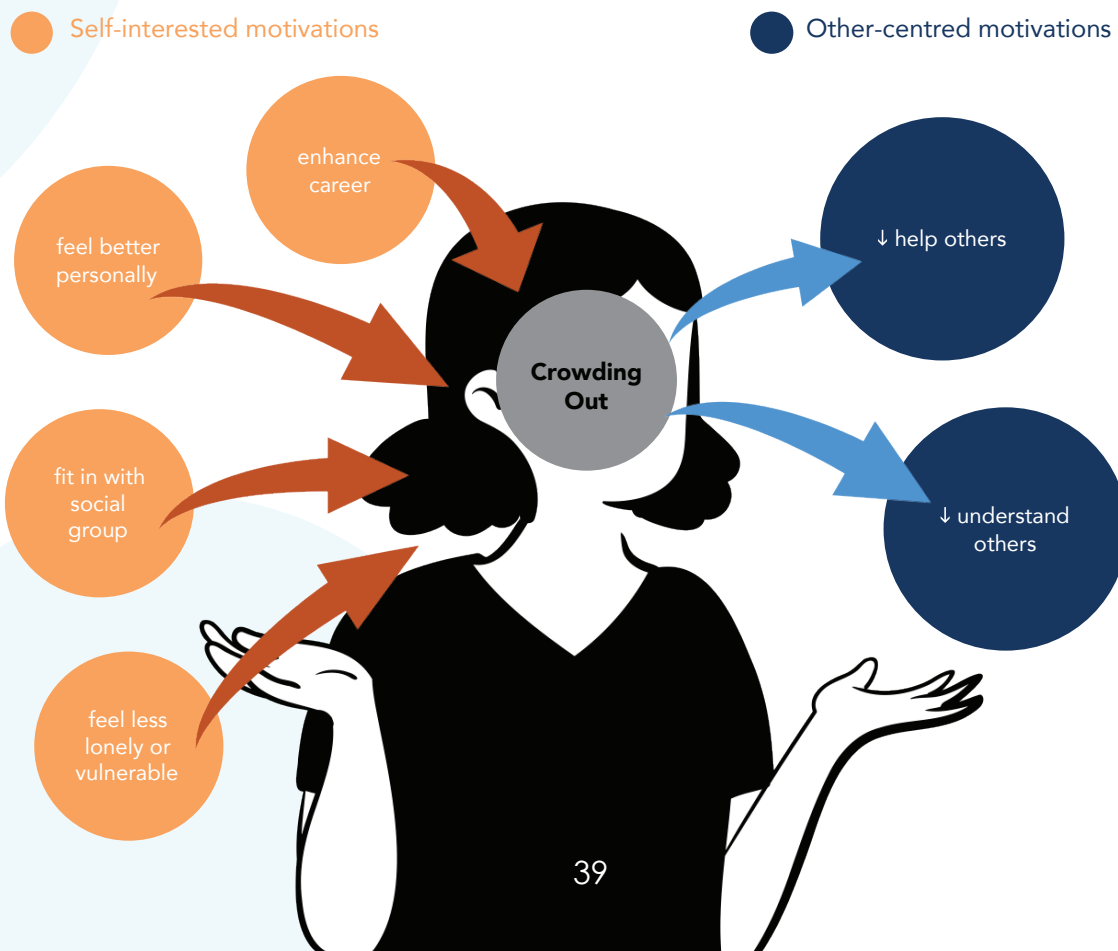 Self-interested motivations
Other-centred motivations
enhance
career
feel better
personally
fit in with
social
group
feel less
lonely or
vulnerable
Crowding
Out
↓ help others
↓ understand
others
39